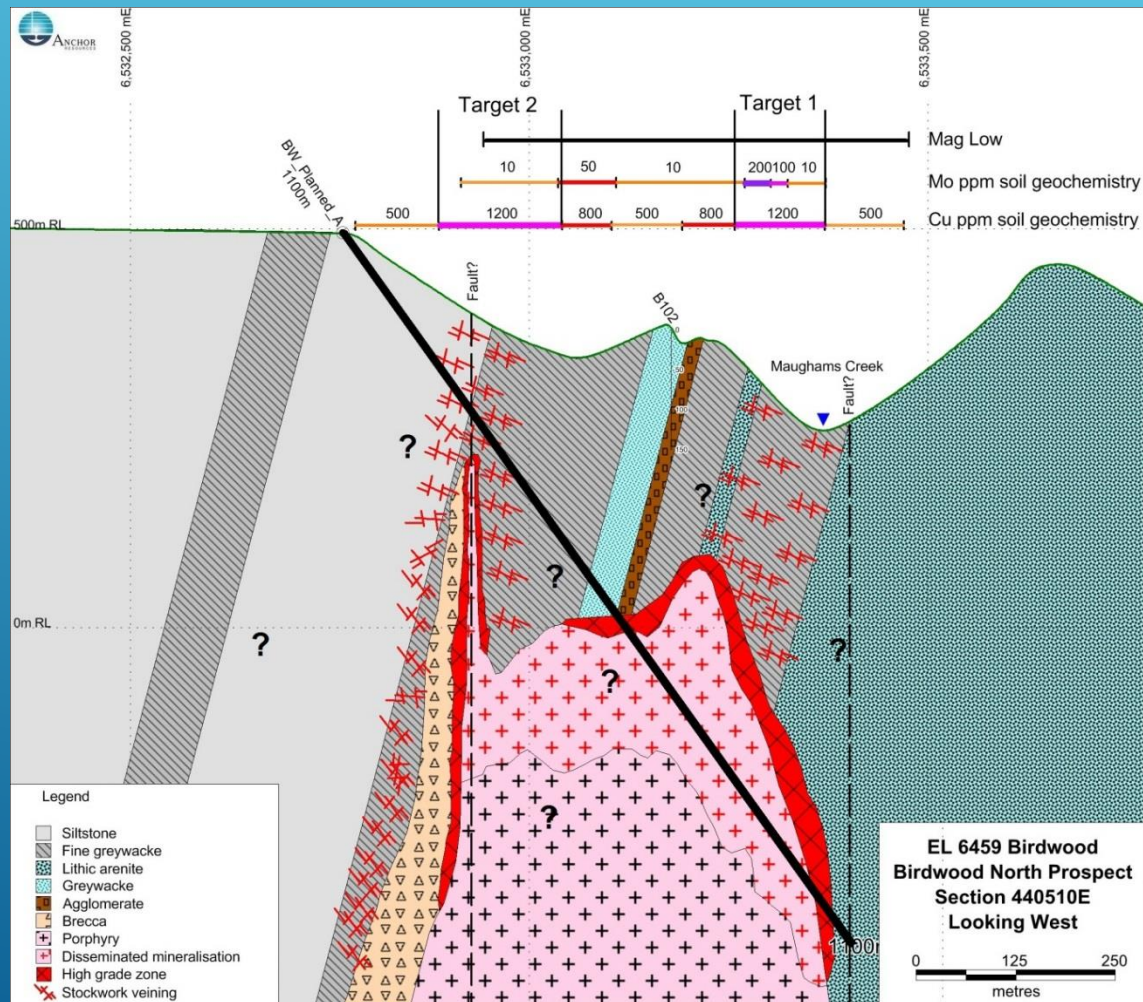 ANCHOR
RESOURCES
6,532,500 mE
6,533,000 mE
6,533,500 mE
Target 2
Target 1
Mag Low
10 50 10 200 100 10
Mo ppm soil geochemistry
500 1200 800 500 800 1200 500
Cu ppm soil geochemistry
BW_Planned_A
1100m
500m RL
Fault?
B102
0
50
100
150
Maughams Creek
Fault?
?
?
?
?
?
?
?
0m RL
?
1100m
Legend
Siltstone
Fine greywacke
Lithic arenite
Greywacke
Agglomerate
Brecca
Porphyry
Disseminated mineralisation
High grade zone
Stockwork veining
EL 6459 Birdwood
Birdwood North Prospect
Section 440510E
Looking West
0 125 250
metres